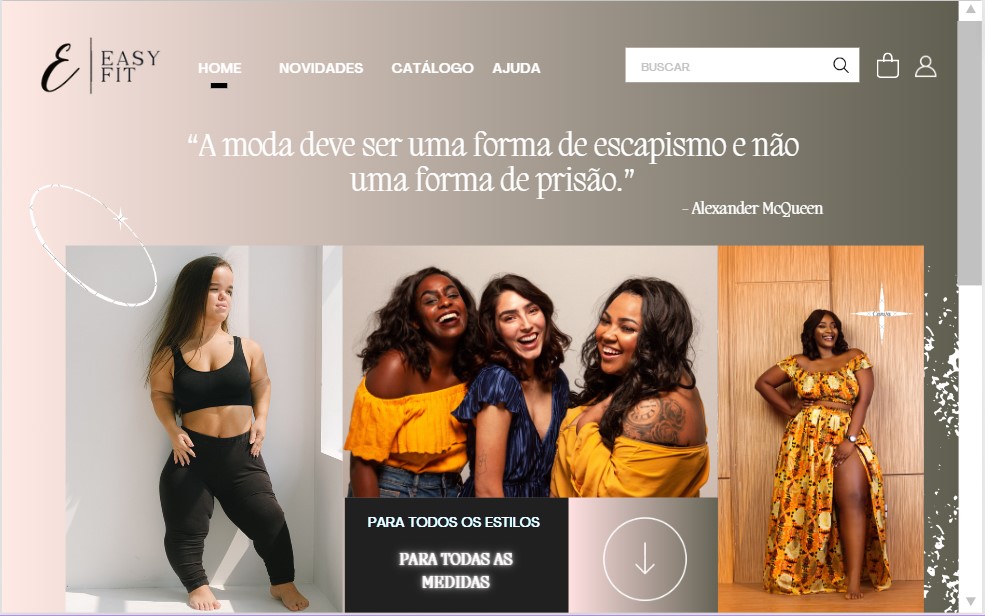 E EASY
FIT
HOME NOVIDADES CATÁLOGO AJUDA BUSCAR
“A moda deve ser uma forma de escapismo e não
uma forma de prisão.”
- Alexander McQueen
PARA TODOS OS ESTILOS
PARA TODAS AS
MEDIDAS